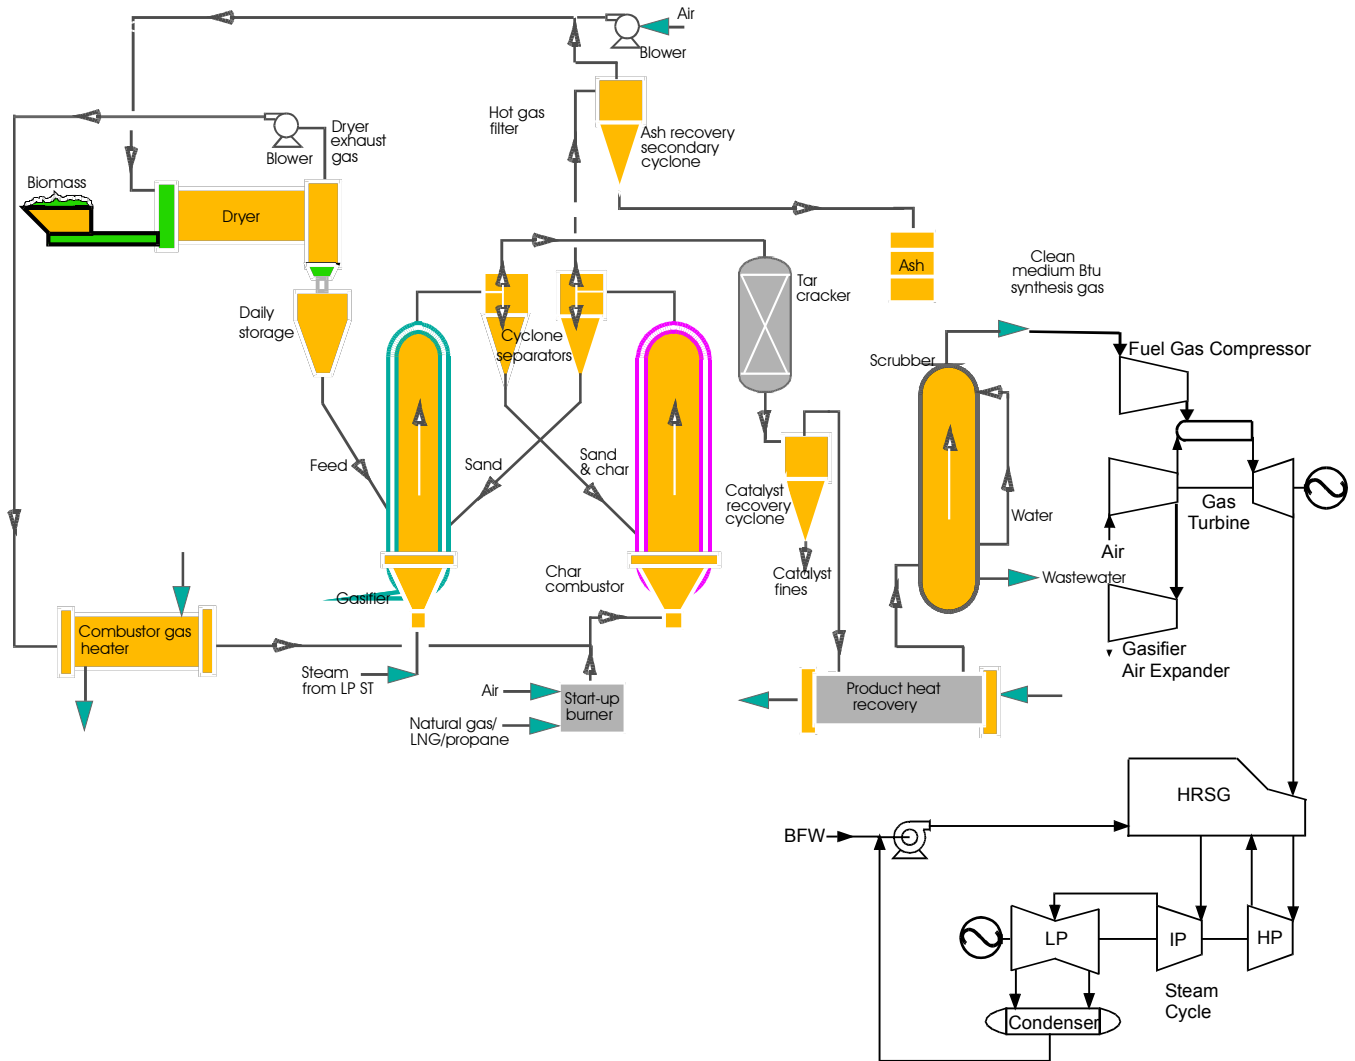 Air
Blower
Hot gas
filter
Dryer
exhaust
gas
Blower
Ash recovery
secondary
cyclone
Biomass
Dryer
Ash
Clean
medium Btu
synthesis gas
Tar
cracker
Daily
storage
Cyclone
separators
Scrubber
Fuel Gas Compressor
Feed
Sand
Sand
& char
Catalyst
recovery
cyclone
Water
Gas
Turbine
Air
Char
combustor
Catalyst
fines
Wastewater
Gasifier
Combustor gas
heater
Gasifier
Air Expander
Steam
from LP ST
Air
Start-up
burner
Natural gas/
LNG/propane
Product heat
recovery
HRSG
BFW
LP
IP
HP
Steam
Cycle
Condenser